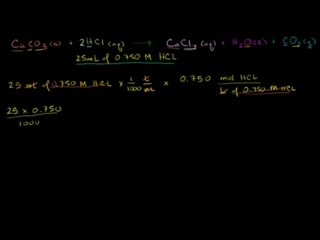 CaCO3(s) + 2HCl(aq) → CaCl2(aq) + H2O(l) + CO2(g)
25mL of 0.750 M HCL
25 mL of 0.750 M HCL × 1/1000 L/mL × 0.750 mol HCL / L of 0.750 M HCL
25 × 0.750
1000